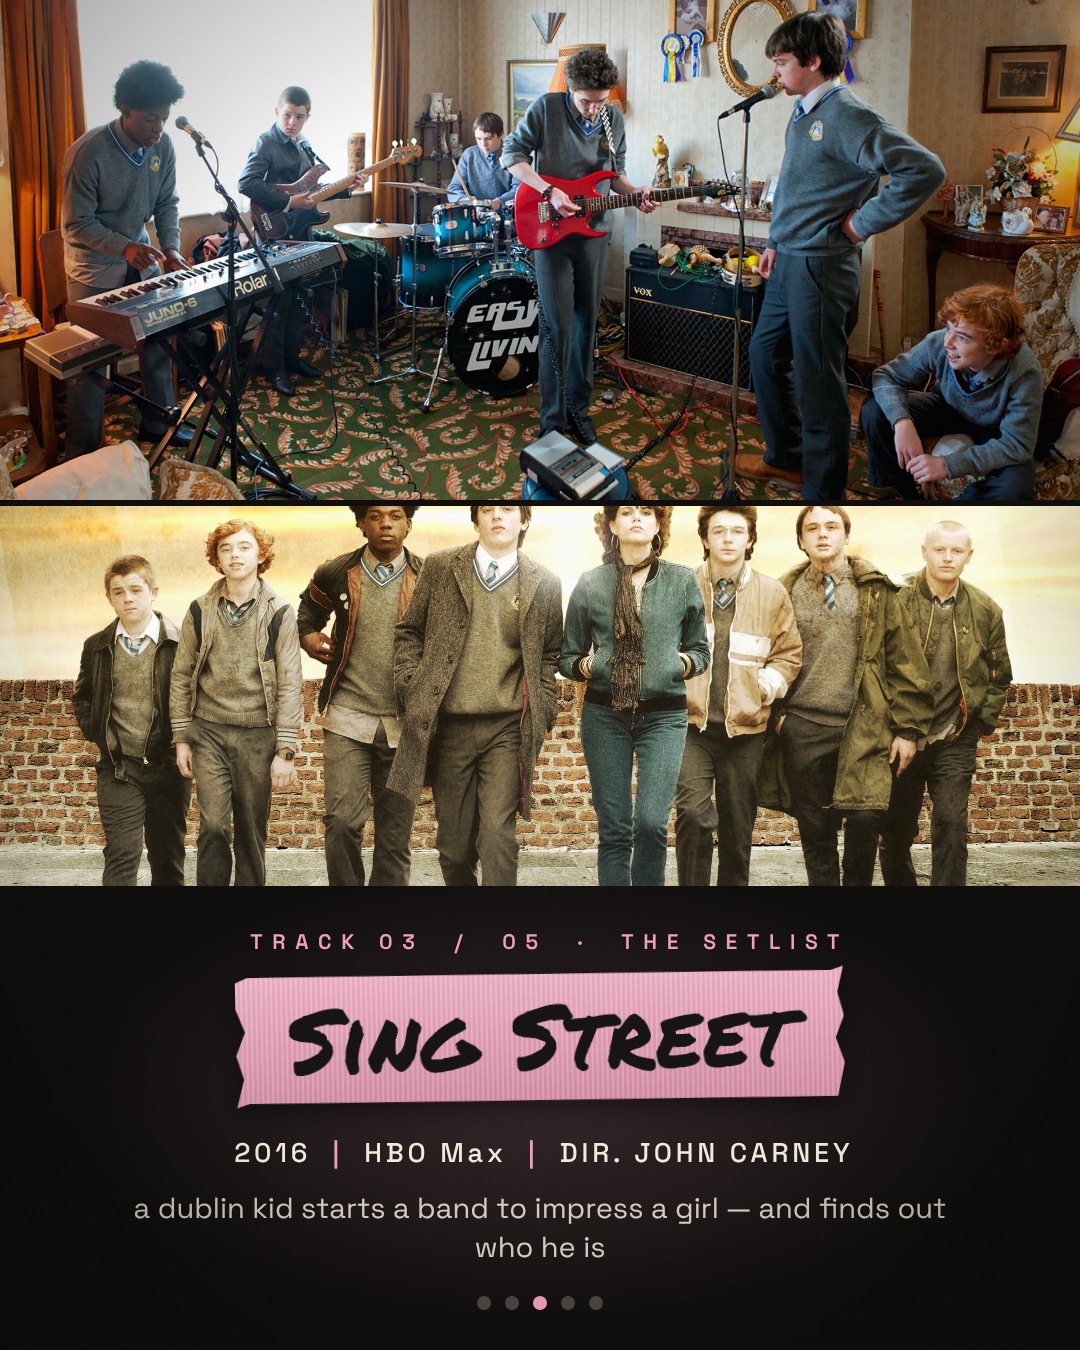 JUNO-6
Roland
EASY
LIVIN
VOX
TRACK 03 / 05 · THE SETLIST
SING STREET
2016 | HBO Max | DIR. JOHN CARNEY
a dublin kid starts a band to impress a girl — and finds out
who he is